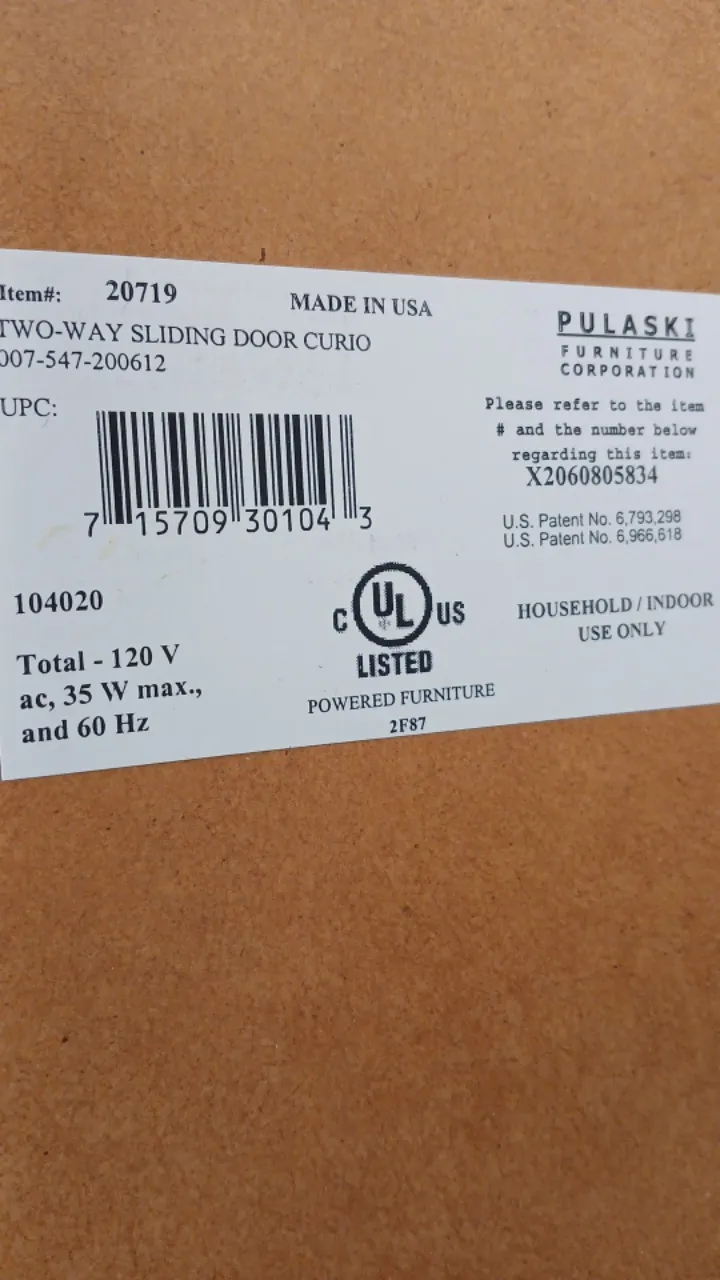 Item#: 20719
MADE IN USA
TWO-WAY SLIDING DOOR CURIO
007-547-200612
PULASKI
FURNITURE
CORPORATION
UPC:
7 15709 30104 3
Please refer to the item
# and the number below
regarding this item:
X2060805834
U.S. Patent No. 6,793,298
U.S. Patent No. 6,966,618
104020
C UL US
LISTED
HOUSEHOLD / INDOOR
USE ONLY
Total - 120 V
ac, 35 W max.,
and 60 Hz
POWERED FURNITURE
2F87